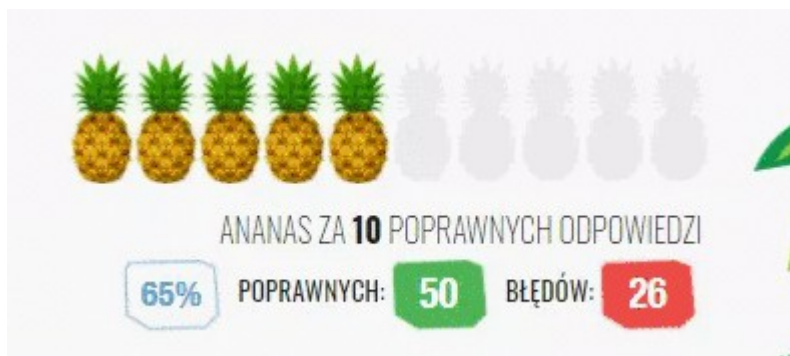 ANANAS ZA 10 POPRAWNYCH ODPOWIEDZI
65% POPRAWNYCH: 50 BŁĘDÓW: 26